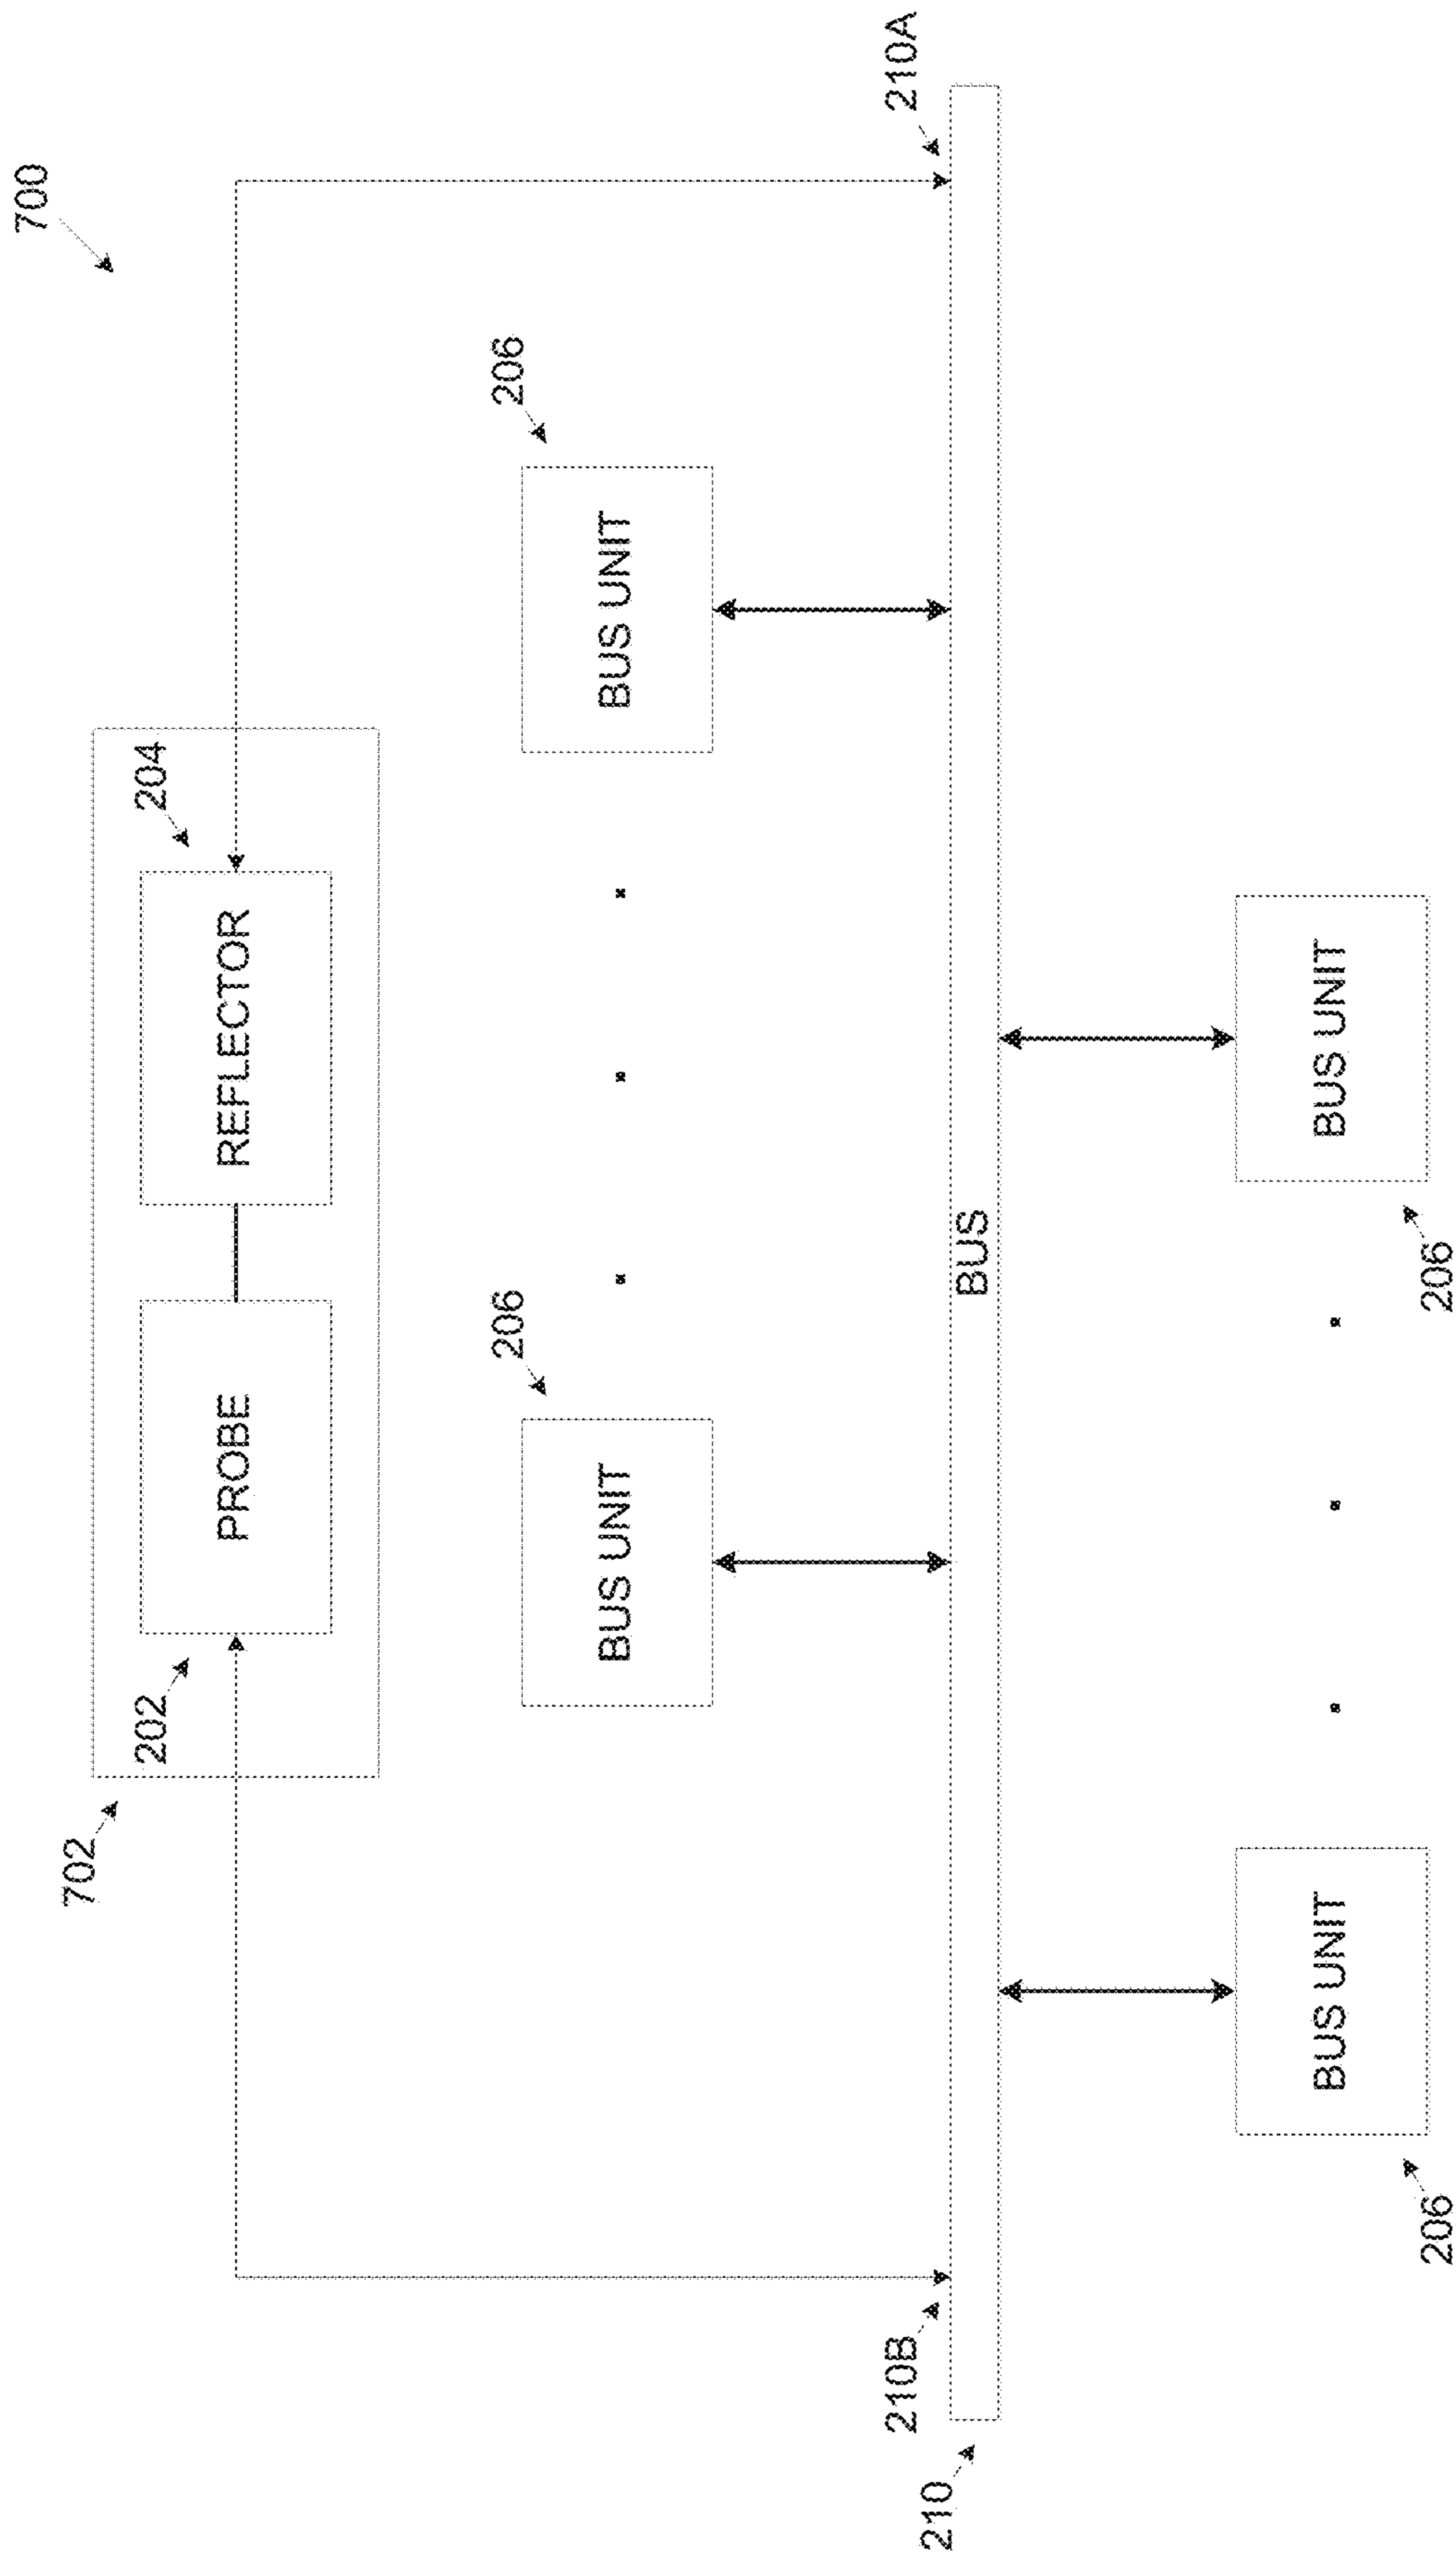 700
702
202
204
PROBE
REFLECTOR
206
206
BUS UNIT
BUS UNIT
210B
210A
210
BUS
BUS UNIT
BUS UNIT
206
206